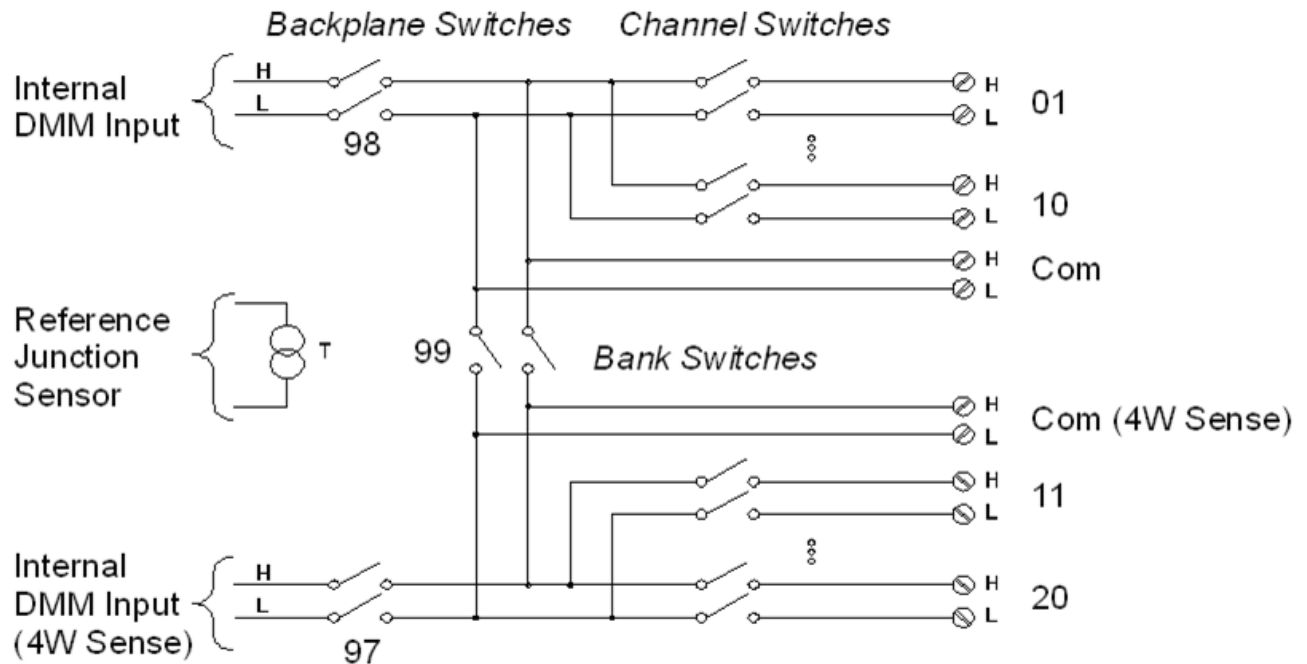 Backplane Switches Channel Switches
Internal
DMM Input
H
L
98
H
L
01
H
L
10
H
L
Com
Reference
Junction
Sensor
T
99
Bank Switches
H
L
Com (4W Sense)
H
L
11
Internal
DMM Input
(4W Sense)
H
L
97
H
L
20